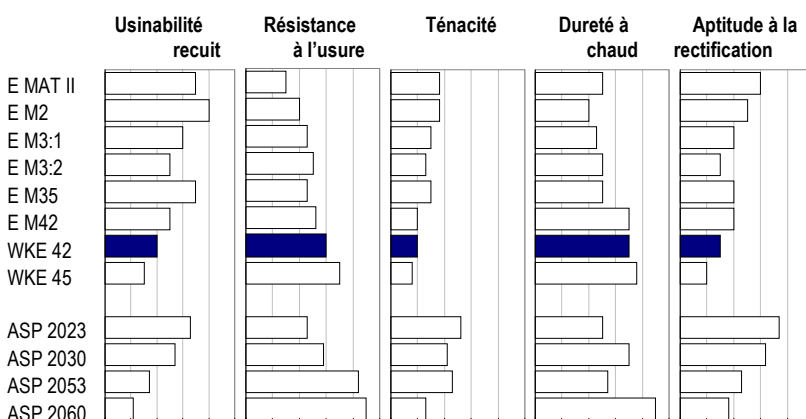 Usinabilité Résistance Ténacité Dureté à Aptitude à la
recuit à l’usure chaud rectification
E MAT II
E M2
E M3:1
E M3:2
E M35
E M42
WKE 42
WKE 45
ASP 2023
ASP 2030
ASP 2053
ASP 2060